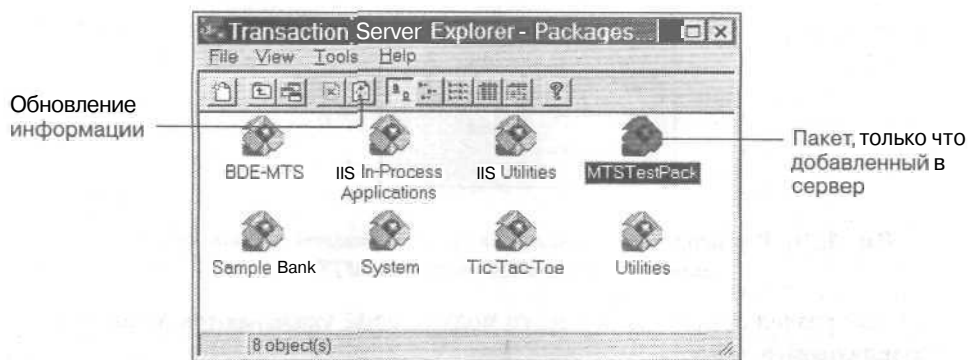 Transaction Server Explorer - Packages...
File View Tools Help
Обновление
информации
BDE-MTS
IIS In-Process
Applications
IIS Utilities
MTSTestPack
Пакет, только что
добавленный в
сервер
Sample Bank
System
Tic-Tac-Toe
Utilities
8 object(s)